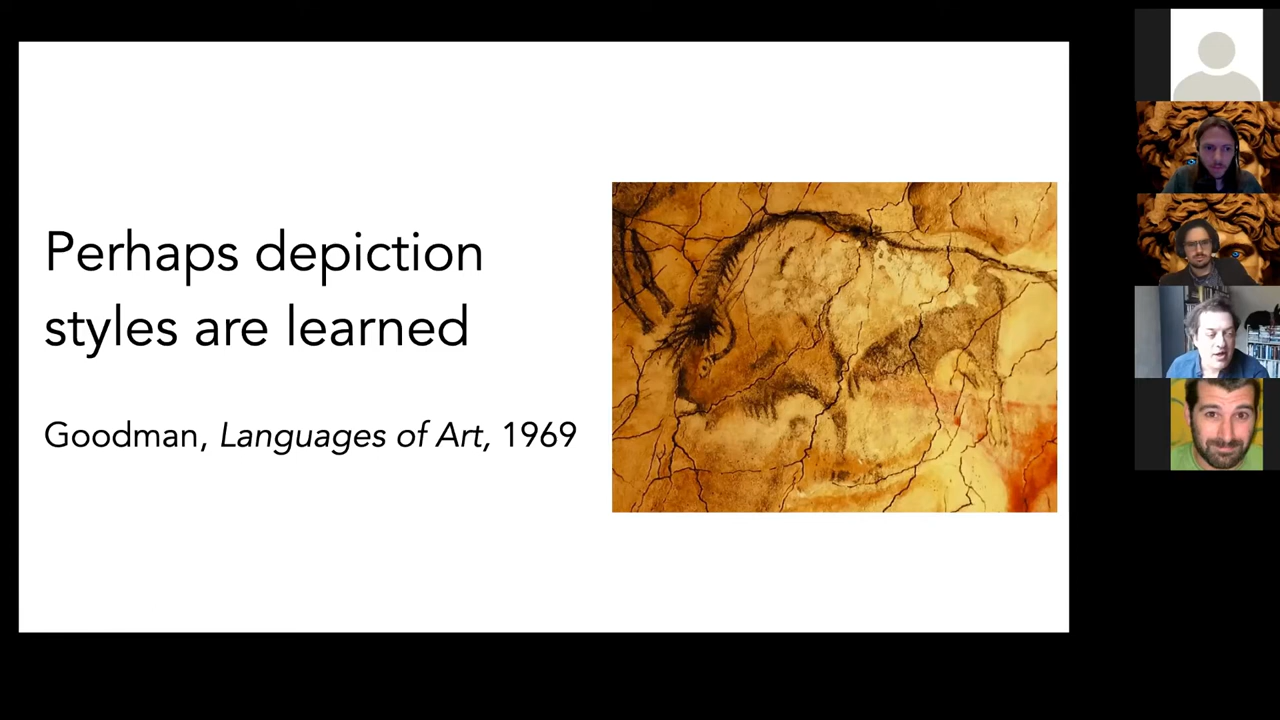 Perhaps depiction
styles are learned
Goodman, Languages of Art, 1969